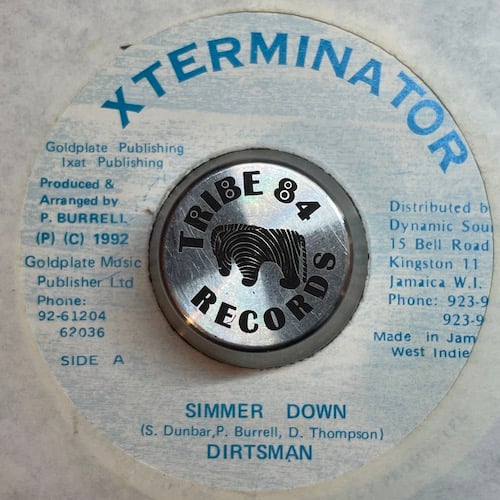 XTERMINATOR
Goldplate Publishing
Ixat Publishing
Produced &
Arranged by
P. BURRELL
(P) (C) 1992
Goldplate Music
Publisher Ltd
Phone:
92-61204
62036
SIDE A
TRIBE 84
RECORDS
Distributed b
Dynamic Sou
15 Bell Road
Kingston 11
Jamaica W.I.
Phone: 923-9
923-9
Made in Jam
West Indie
SIMMER DOWN
(S. Dunbar,P. Burrell, D. Thompson)
DIRTSMAN